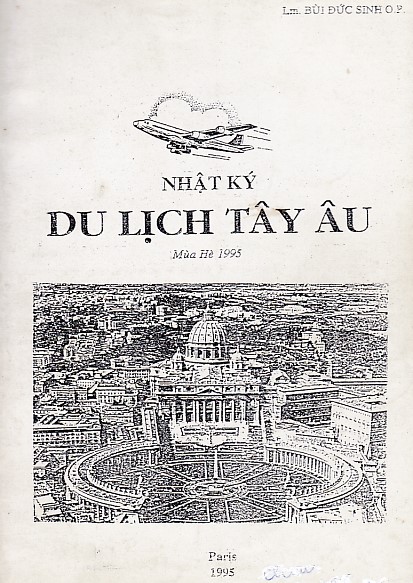 Lm. BÙI ĐỨC SINH O.P.
NHẬT KÝ
DU LỊCH TÂY ÂU
Mùa Hè 1995
Paris
1995